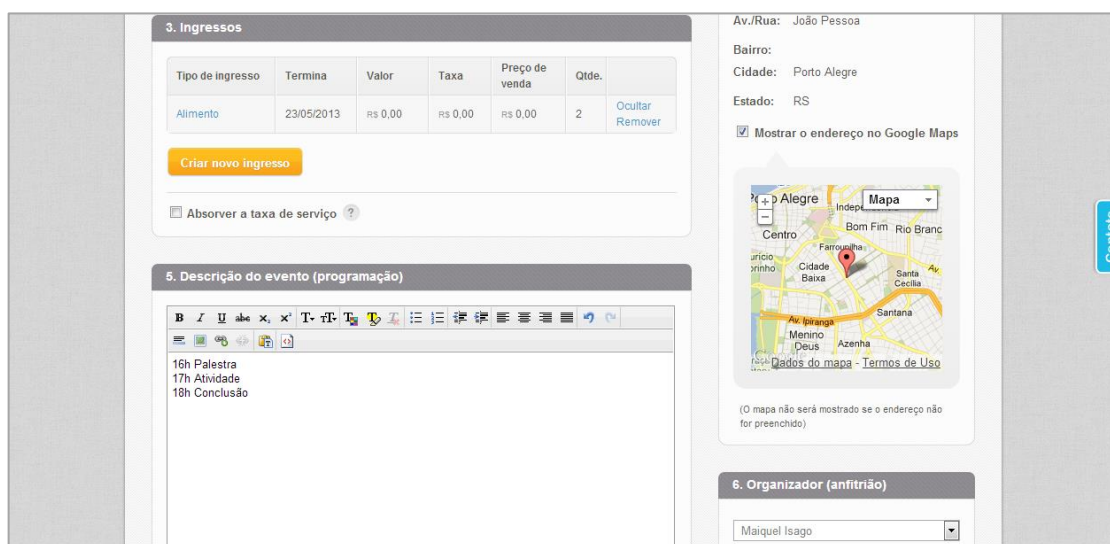 3. Ingressos
Tipo de ingresso Termina Valor Taxa Preço de venda Qtde.
Alimento 23/05/2013 R$ 0,00 R$ 0,00 R$ 0,00 2 Ocultar
Remover
Criar novo ingresso
Absorver a taxa de serviço ?
5. Descrição do evento (programação)
16h Palestra
17h Atividade
18h Conclusão
Av./Rua: João Pessoa
Bairro:
Cidade: Porto Alegre
Estado: RS
Mostrar o endereço no Google Maps
Alegre
Mapa
Centro
Bom Fim
Rio Branc
Farroupilha
Cidade
Baixa
Santa
Cecília
Av.
Santana
Av. Ipiranga
Menino
Deus
Azenha
Dados do mapa - Termos de Uso
(O mapa não será mostrado se o endereço não
for preenchido)
6. Organizador (anfitrião)
Maiquel Isago